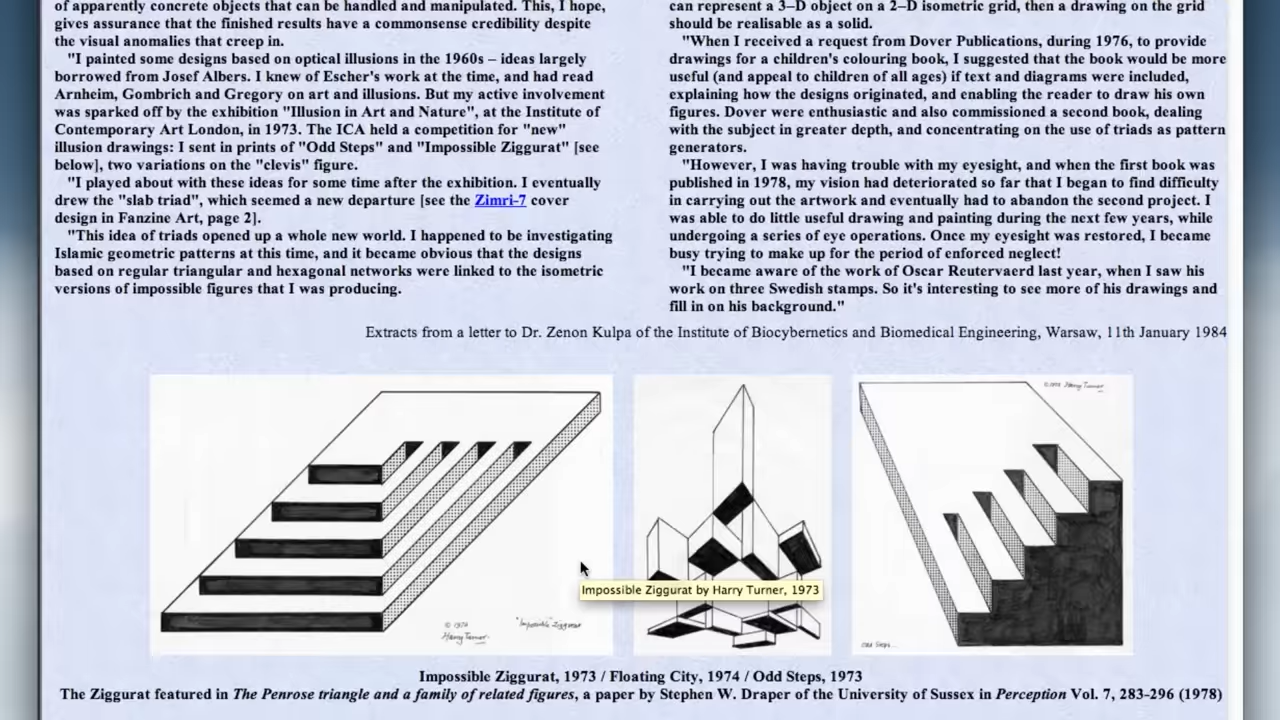 of apparently concrete objects that can be handled and manipulated. This, I hope,
gives assurance that the finished results have a commonsense credibility despite
the visual anomalies that creep in.
"I painted some designs based on optical illusions in the 1960s – ideas largely
borrowed from Josef Albers. I knew of Escher's work at the time, and had read
Arnheim, Gombrich and Gregory on art and illusions. But my active involvement
was sparked off by the exhibition "Illusion in Art and Nature", at the Institute of
Contemporary Art London, in 1973. The ICA held a competition for "new"
illusion drawings: I sent in prints of "Odd Steps" and "Impossible Ziggurat" [see
below], two variations on the "clevis" figure.
"I played about with these ideas for some time after the exhibition. I eventually
drew the "slab triad", which seemed a new departure [see the Zimri-7 cover
design in Fanzine Art, page 2].
"This idea of triads opened up a whole new world. I happened to be investigating
Islamic geometric patterns at this time, and it became obvious that the designs
based on regular triangular and hexagonal networks were linked to the isometric
versions of impossible figures that I was producing.
can represent a 3–D object on a 2–D isometric grid, then a drawing on the grid
should be realisable as a solid.
"When I received a request from Dover Publications, during 1976, to provide
drawings for a children's colouring book, I suggested that the book would be more
useful (and appeal to children of all ages) if text and diagrams were included,
explaining how the designs originated, and enabling the reader to draw his own
figures. Dover were enthusiastic and also commissioned a second book, dealing
with the subject in greater depth, and concentrating on the use of triads as pattern
generators.
"However, I was having trouble with my eyesight, and when the first book was
published in 1978, my vision had deteriorated so far that I began to find difficulty
in carrying out the artwork and eventually had to abandon the second project. I
was able to do little useful drawing and painting during the next few years, while
undergoing a series of eye operations. Once my eyesight was restored, I became
busy trying to make up for the period of enforced neglect!
"I became aware of the work of Oscar Reutervaerd last year, when I saw his
work on three Swedish stamps. So it's interesting to see more of his drawings and
fill in on his background."
Extracts from a letter to Dr. Zenon Kulpa of the Institute of Biocybernetics and Biomedical Engineering, Warsaw, 11th January 1984
Harry Turner
Impossible Ziggurat by Harry Turner, 1973
Harry Turner.
"Impossible" Ziggurat
Impossible Ziggurat, 1973 / Floating City, 1974 / Odd Steps, 1973
The Ziggurat featured in The Penrose triangle and a family of related figures, a paper by Stephen W. Draper of the University of Sussex in Perception Vol. 7, 283-296 (1978)